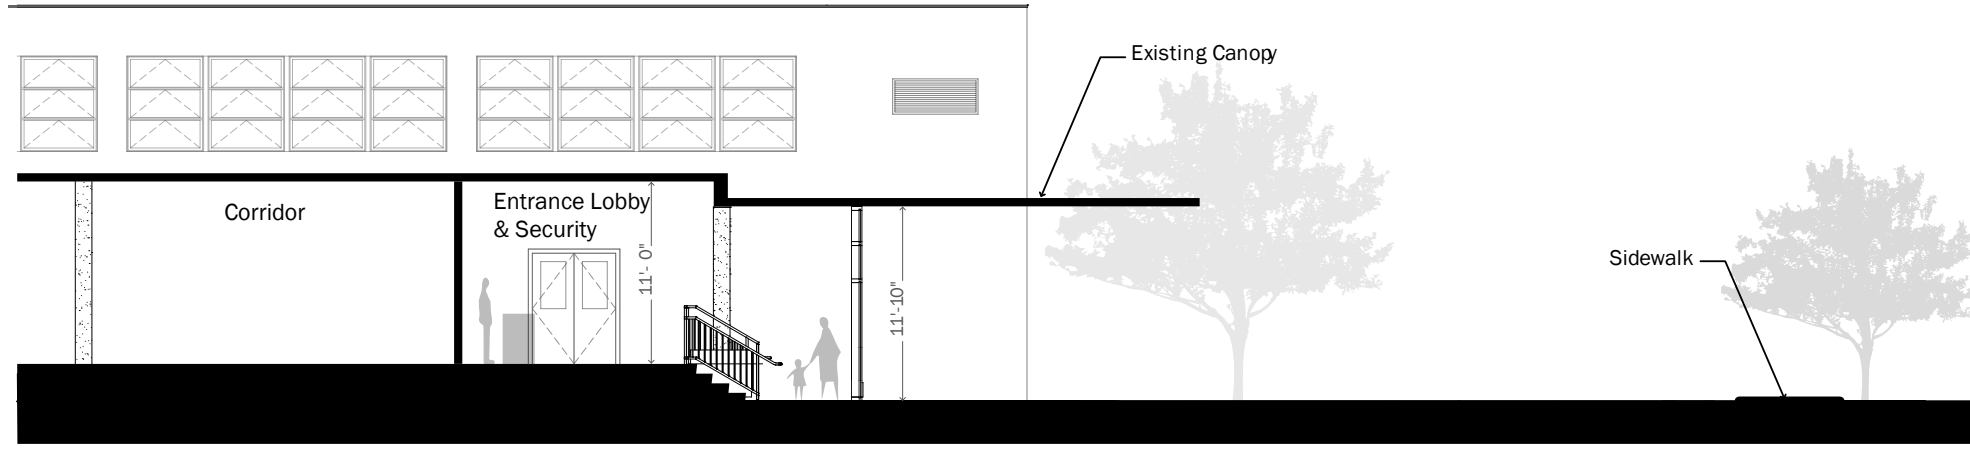 Existing Canopy
Corridor
Entrance Lobby
& Security
11'- 0"
11'-10"
Sidewalk